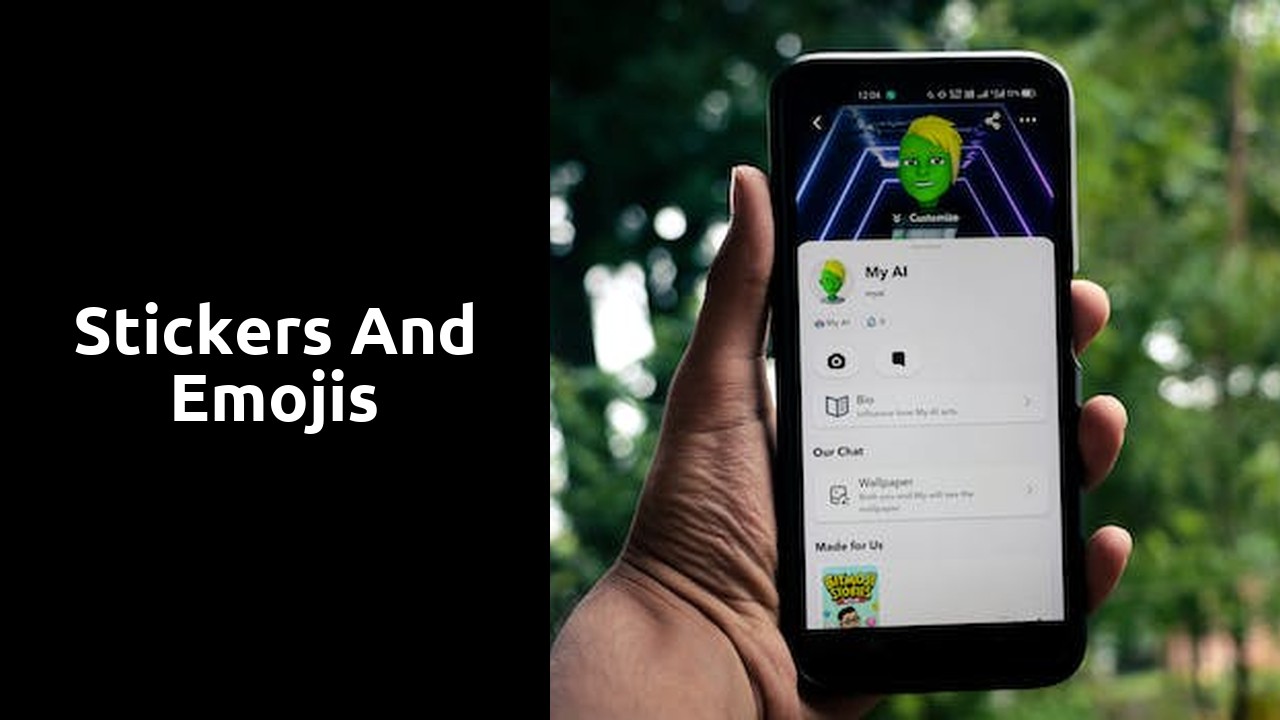 Stickers And
Emojis
12:04
Customize
My AI
myai
My AI
0
Bio
Influence how My AI acts
Our Chat
Wallpaper
Both you and My will see the
wallpaper
Made for Us
BITMOJI
STORIES